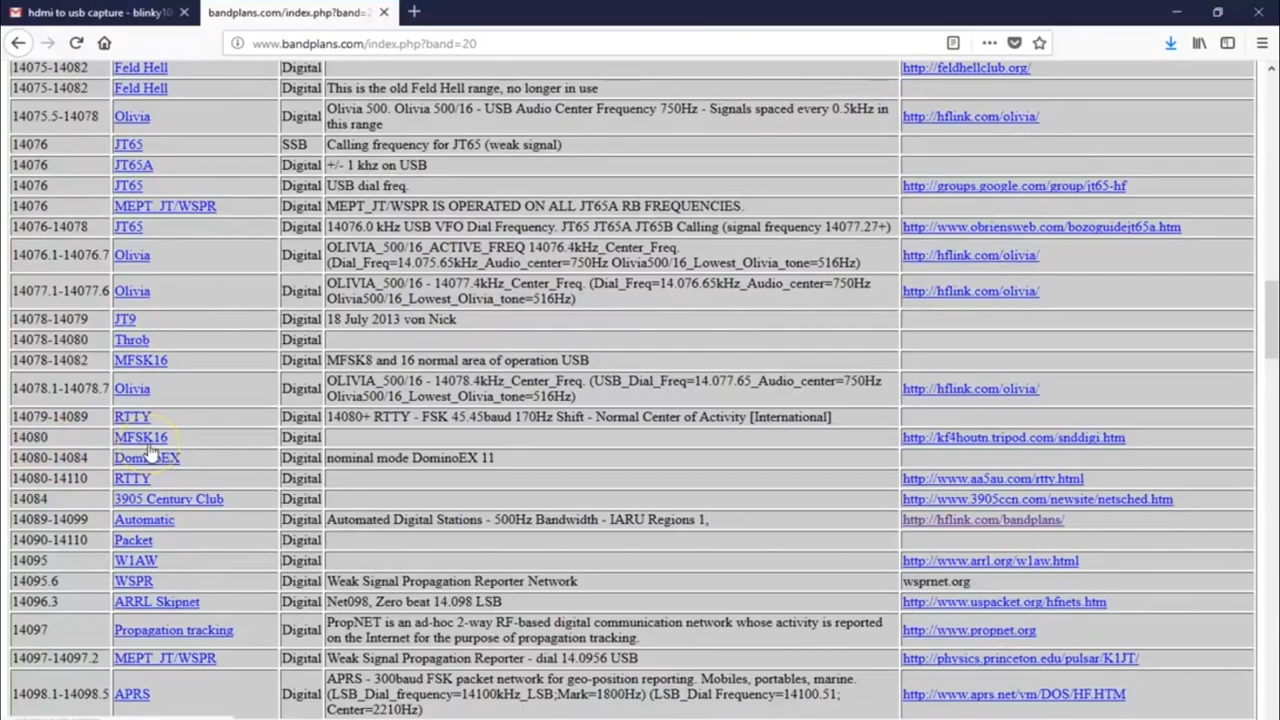 hdmi to usb capture - blinky10
bandplans.com/index.php?band=2
www.bandplans.com/index.php?band=20
14075-14082 Feld Hell Digital http://feldhellclub.org/
14075-14082 Feld Hell Digital This is the old Feld Hell range, no longer in use
14075.5-14078 Olivia Digital Olivia 500. Olivia 500/16 - USB Audio Center Frequency 750Hz - Signals spaced every 0.5kHz in
this range http://hflink.com/olivia/
14076 JT65 SSB Calling frequency for JT65 (weak signal)
14076 JT65A Digital +/- 1 khz on USB
14076 JT65 Digital USB dial freq. http://groups.google.com/group/jt65-hf
14076 MEPT_JT/WSPR Digital MEPT_JT/WSPR IS OPERATED ON ALL JT65A RB FREQUENCIES.
14076-14078 JT65 Digital 14076.0 kHz USB VFO Dial Frequency. JT65 JT65A JT65B Calling (signal frequency 14077.27+) http://www.obriensweb.com/bozoguidejt65a.htm
14076.1-14076.7 Olivia Digital OLIVIA_500/16_ACTIVE_FREQ 14076.4kHz_Center_Freq.
(Dial_Freq=14.075.65kHz_Audio_center=750Hz Olivia500/16_Lowest_Olivia_tone=516Hz) http://hflink.com/olivia/
14077.1-14077.6 Olivia Digital OLIVIA_500/16 - 14077.4kHz_Center_Freq. (Dial_Freq=14.076.65kHz_Audio_center=750Hz
Olivia500/16_Lowest_Olivia_tone=516Hz) http://hflink.com/olivia/
14078-14079 JT9 Digital 18 July 2013 von Nick
14078-14080 Throb Digital
14078-14082 MFSK16 Digital MFSK8 and 16 normal area of operation USB
14078.1-14078.7 Olivia Digital OLIVIA_500/16 - 14078.4kHz_Center_Freq. (USB_Dial_Freq=14.077.65_Audio_center=750Hz
Olivia500/16_Lowest_Olivia_tone=516Hz) http://hflink.com/olivia/
14079-14089 RTTY Digital 14080+ RTTY - FSK 45.45baud 170Hz Shift - Normal Center of Activity [International]
14080 MFSK16 Digital http://kf4houtn.tripod.com/snddigi.htm
14080-14084 DominoEX Digital nominal mode DominoEX 11
14080-14110 RTTY Digital http://www.aa5au.com/rtty.html
14084 3905 Century Club Digital http://www.3905ccn.com/newsite/netsched.htm
14089-14099 Automatic Digital Automated Digital Stations - 500Hz Bandwidth - IARU Regions 1, http://hflink.com/bandplans/
14090-14110 Packet Digital
14095 W1AW Digital http://www.arrl.org/w1aw.html
14095.6 WSPR Digital Weak Signal Propagation Reporter Network wsprnet.org
14096.3 ARRL Skipnet Digital Net098, Zero beat 14.098 LSB http://www.uspacket.org/hfnets.htm
14097 Propagation tracking Digital PropNET is an ad-hoc 2-way RF-based digital communication network whose activity is reported
on the Internet for the purpose of propagation tracking. http://www.propnet.org
14097-14097.2 MEPT_JT/WSPR Digital Weak Signal Propagation Reporter - dial 14.0956 USB http://physics.princeton.edu/pulsar/K1JT/
14098.1-14098.5 APRS Digital APRS - 300baud FSK packet network for geo-position reporting. Mobiles, portables, marine.
(LSB_Dial_frequency=14100kHz_LSB;Mark=1800Hz) (LSB_Dial Frequency=14100.51; http://www.aprs.net/vm/DOS/HF.HTM
Center=2210Hz)